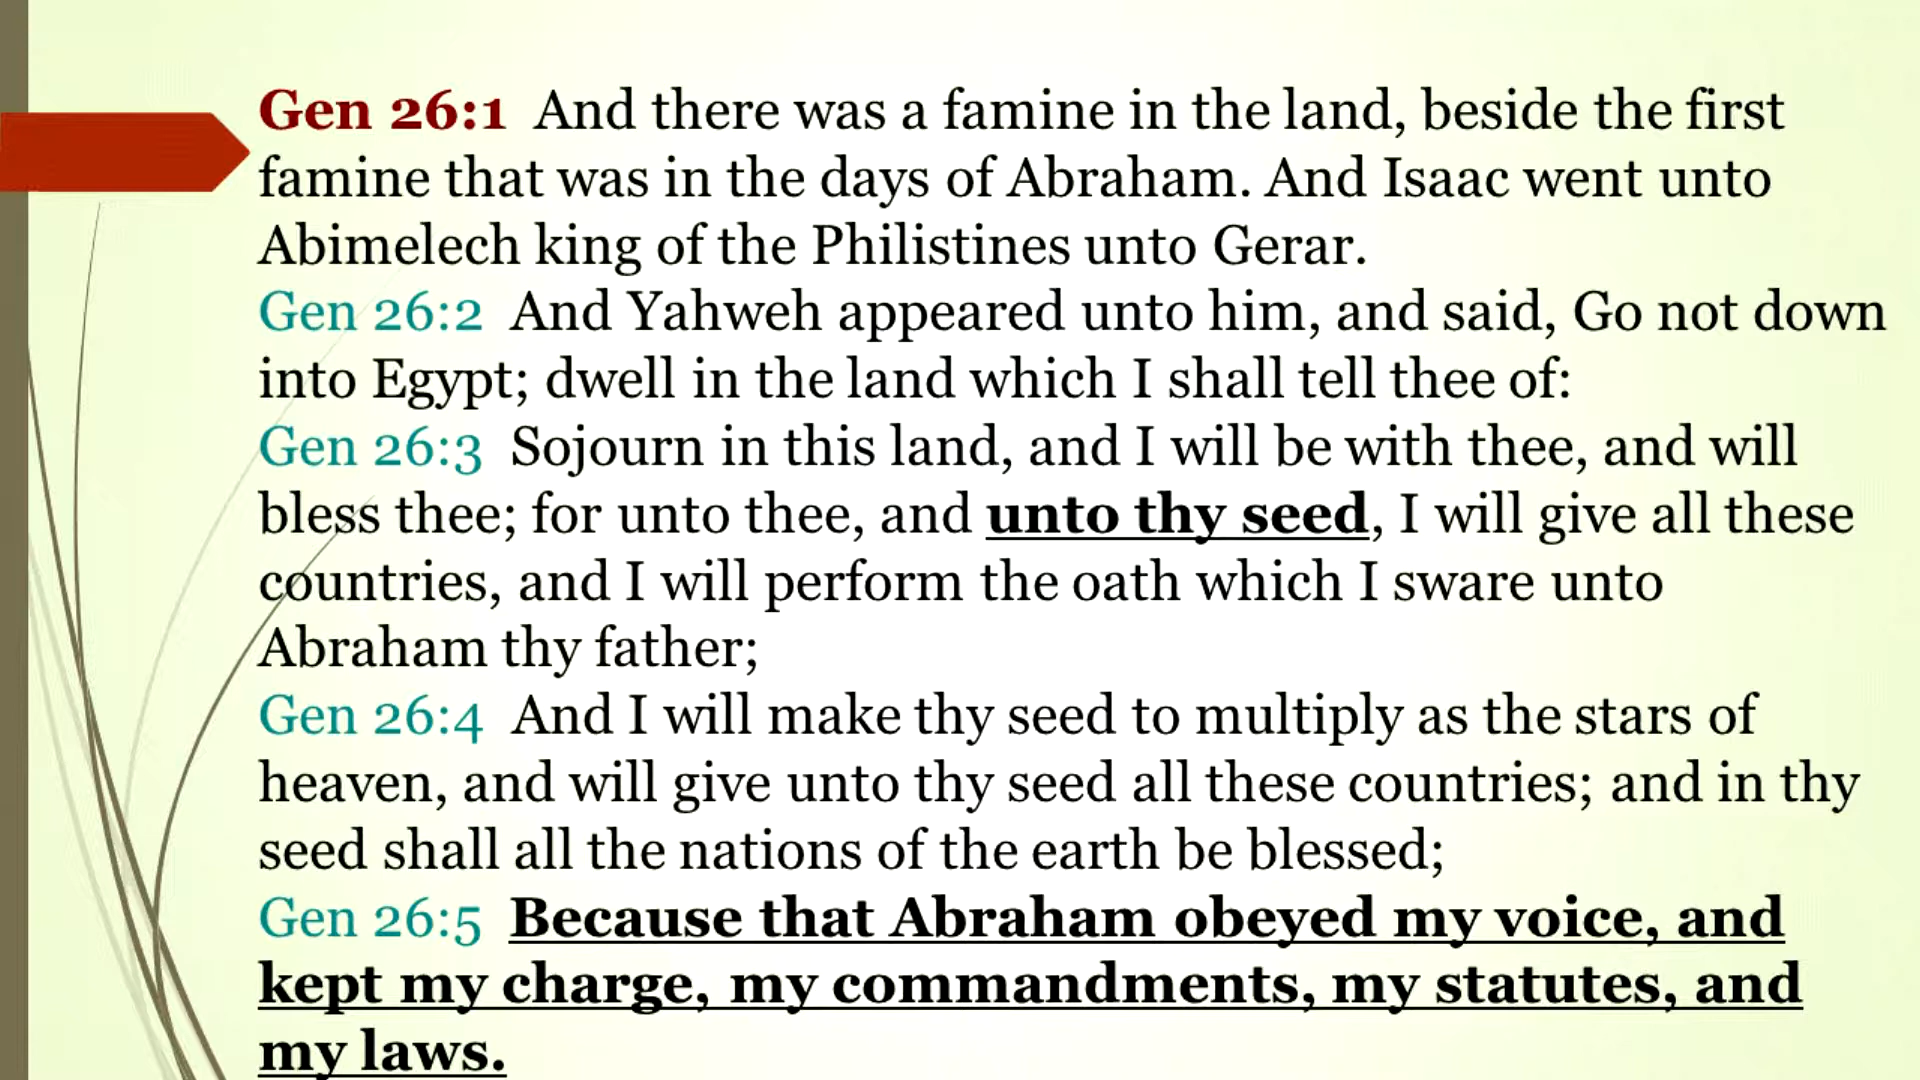 Gen 26:1 And there was a famine in the land, beside the first
famine that was in the days of Abraham. And Isaac went unto
Abimelech king of the Philistines unto Gerar.
Gen 26:2 And Yahweh appeared unto him, and said, Go not down
into Egypt; dwell in the land which I shall tell thee of:
Gen 26:3 Sojourn in this land, and I will be with thee, and will
bless thee; for unto thee, and unto thy seed, I will give all these
countries, and I will perform the oath which I sware unto
Abraham thy father;
Gen 26:4 And I will make thy seed to multiply as the stars of
heaven, and will give unto thy seed all these countries; and in thy
seed shall all the nations of the earth be blessed;
Gen 26:5 Because that Abraham obeyed my voice, and
kept my charge, my commandments, my statutes, and
my laws.